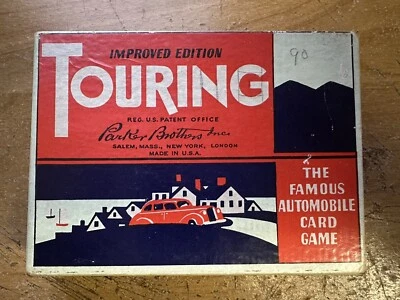 IMPROVED EDITION
90
TOURING
REG. U.S. PATENT OFFICE
Parker Brothers Inc.
SALEM, MASS., NEW YORK, LONDON
MADE IN U.S.A.
THE
FAMOUS
AUTOMOBILE
CARD
GAME